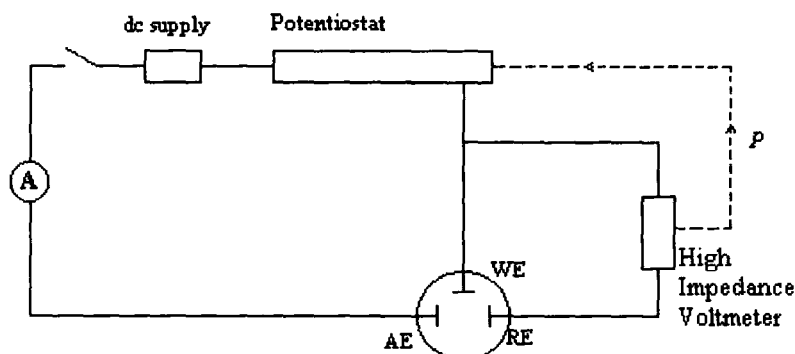 dc supply
Potentiostat
p
A
WE
High
Impedance
Voltmeter
AE
RE